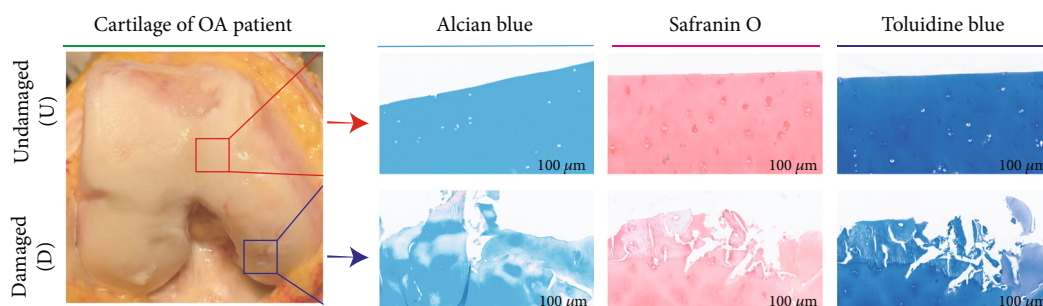 Cartilage of OA patient
Alcian blue
Safranin O
Toluidine blue
Undamaged
(U)
100 μm
100 μm
100 μm
Damaged
(D)
100 μm
100 μm
100 μm